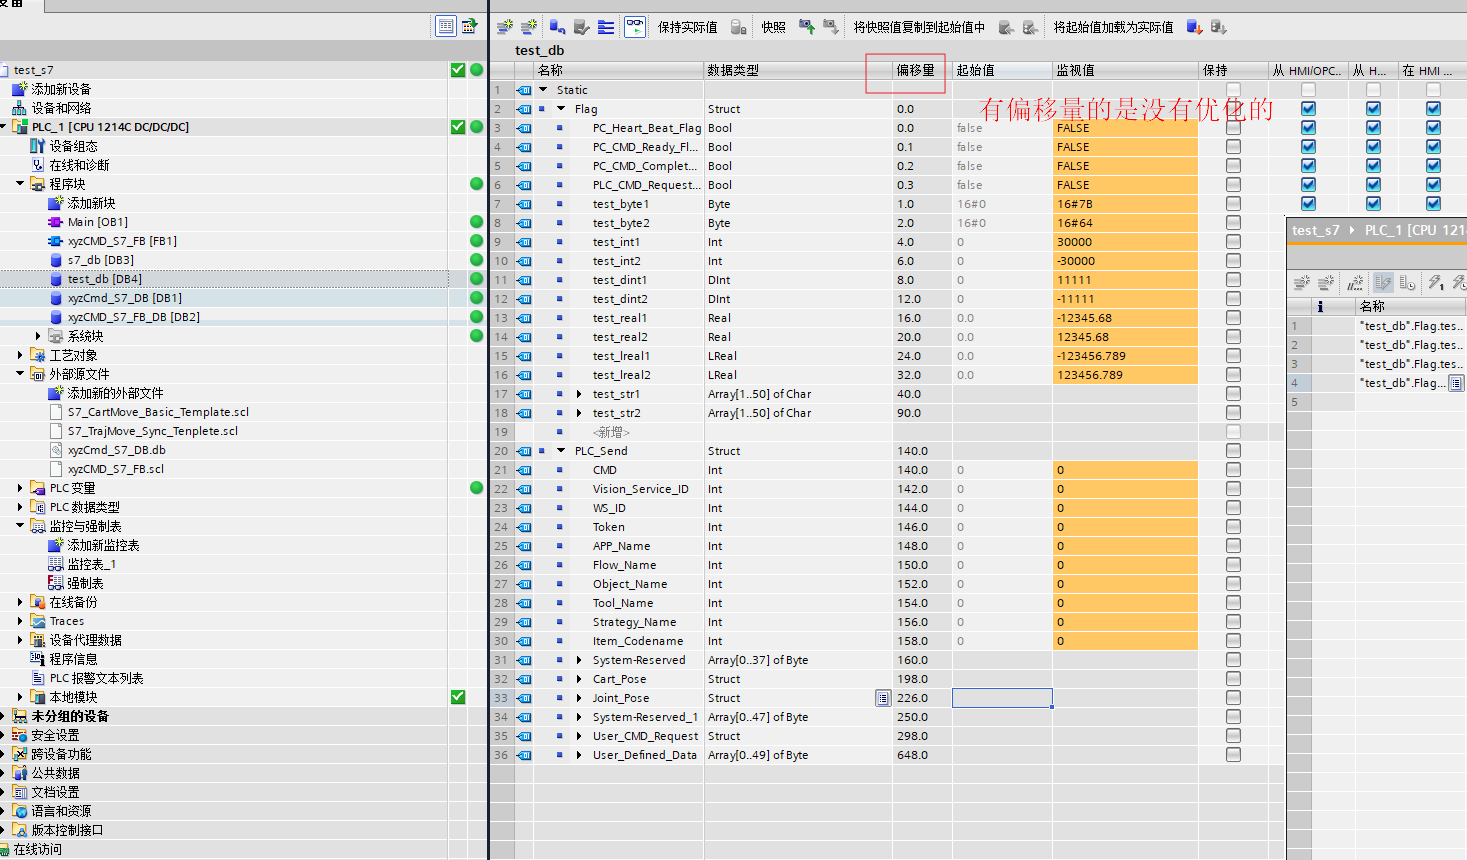 设备
保持实际值
快照
将快照值复制到起始值中
将起始值加载为实际值
test_db
名称 数据类型 偏移量 起始值 监视值 保持 从 HMI/OPC... 从 H... 在 HMI ...
有偏移量的是没有优化的
1 Static
2 Flag Struct 0.0
3 PC_Heart_Beat_Flag Bool 0.0 false FALSE
4 PC_CMD_Ready_Fl... Bool 0.1 false FALSE
5 PC_CMD_Complet... Bool 0.2 false FALSE
6 PLC_CMD_Request... Bool 0.3 false FALSE
7 test_byte1 Byte 1.0 16#0 16#7B
8 test_byte2 Byte 2.0 16#0 16#64
9 test_int1 Int 4.0 0 30000
10 test_int2 Int 6.0 0 -30000
11 test_dint1 DInt 8.0 0 11111
12 test_dint2 DInt 12.0 0 -11111
13 test_real1 Real 16.0 0.0 -12345.68
14 test_real2 Real 20.0 0.0 12345.68
15 test_lreal1 LReal 24.0 0.0 -123456.789
16 test_lreal2 LReal 32.0 0.0 123456.789
17 test_str1 Array[1..50] of Char 40.0
18 test_str2 Array[1..50] of Char 90.0
19 <新增>
20 PLC_Send Struct 140.0
21 CMD Int 140.0 0 0
22 Vision_Service_ID Int 142.0 0 0
23 WS_ID Int 144.0 0 0
24 Token Int 146.0 0 0
25 APP_Name Int 148.0 0 0
26 Flow_Name Int 150.0 0 0
27 Object_Name Int 152.0 0 0
28 Tool_Name Int 154.0 0 0
29 Strategy_Name Int 156.0 0 0
30 Item_Codename Int 158.0 0 0
31 System-Reserved Array[0..37] of Byte 160.0
32 Cart_Pose Struct 198.0
33 Joint_Pose Struct 226.0
34 System-Reserved_1 Array[0..47] of Byte 250.0
35 User_CMD_Request Struct 298.0
36 User_Defined_Data Array[0..49] of Byte 648.0
test_s7
添加新设备
设备和网络
PLC_1 [CPU 1214C DC/DC/DC]
设备组态
在线和诊断
程序块
添加新块
Main [OB1]
xyzCMD_S7_FB [FB1]
s7_db [DB3]
test_db [DB4]
xyzCmd_S7_DB [DB1]
xyzCMD_S7_FB_DB [DB2]
系统块
工艺对象
外部源文件
添加新的外部文件
S7_CartMove_Basic_Template.scl
S7_TrajMove_Sync_Tenplete.scl
xyzCmd_S7_DB.db
xyzCMD_S7_FB.scl
PLC 变量
PLC 数据类型
监控与强制表
添加新监控表
监控表_1
强制表
在线备份
Traces
设备代理数据
程序信息
PLC 报警文本列表
本地模块
未分组的设备
安全设置
跨设备功能
公共数据
文档设置
语言和资源
版本控制接口
在线访问
test_s7 PLC_1 [CPU 1214
i 名称
1 "test_db".Flag.tes...
2 "test_db".Flag.tes...
3 "test_db".Flag.tes...
4 "test_db".Flag...
5